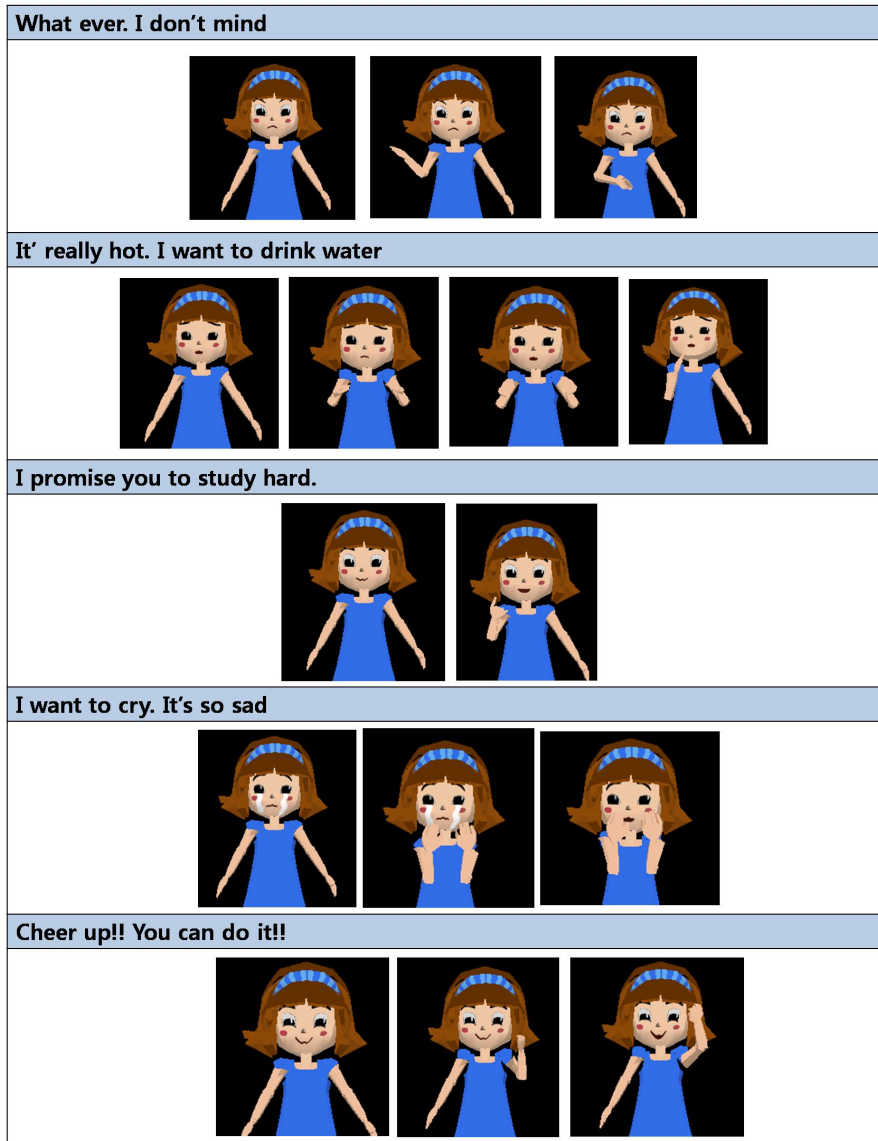 What ever. I don't mind
It' really hot. I want to drink water
I promise you to study hard.
I want to cry. It's so sad
Cheer up!! You can do it!!